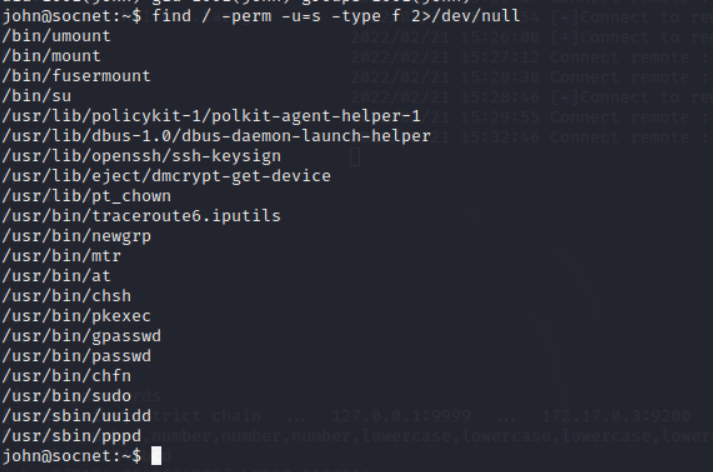 john@socnet:~$ find / -perm -u=s -type f 2>/dev/null
/bin/umount
/bin/mount
/bin/fusermount
/bin/su
/usr/lib/policykit-1/polkit-agent-helper-1
/usr/lib/dbus-1.0/dbus-daemon-launch-helper
/usr/lib/openssh/ssh-keysign
/usr/lib/eject/dmcrypt-get-device
/usr/lib/pt_chown
/usr/bin/traceroute6.iputils
/usr/bin/newgrp
/usr/bin/mtr
/usr/bin/at
/usr/bin/chsh
/usr/bin/pkexec
/usr/bin/gpasswd
/usr/bin/passwd
/usr/bin/chfn
/usr/bin/sudo
/usr/sbin/uuidd
/usr/sbin/pppd
john@socnet:~$